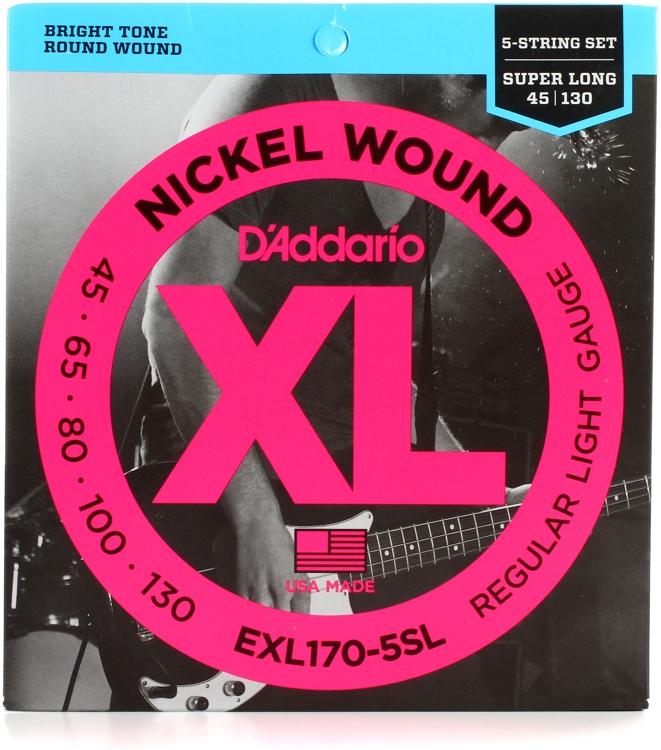 BRIGHT TONE
ROUND WOUND
5-STRING SET
SUPER LONG
45 | 130
NICKEL WOUND
D'Addario
XL
45 · 65 · 80 · 100 · 130
REGULAR LIGHT GAUGE
USA MADE
EXL170-5SL